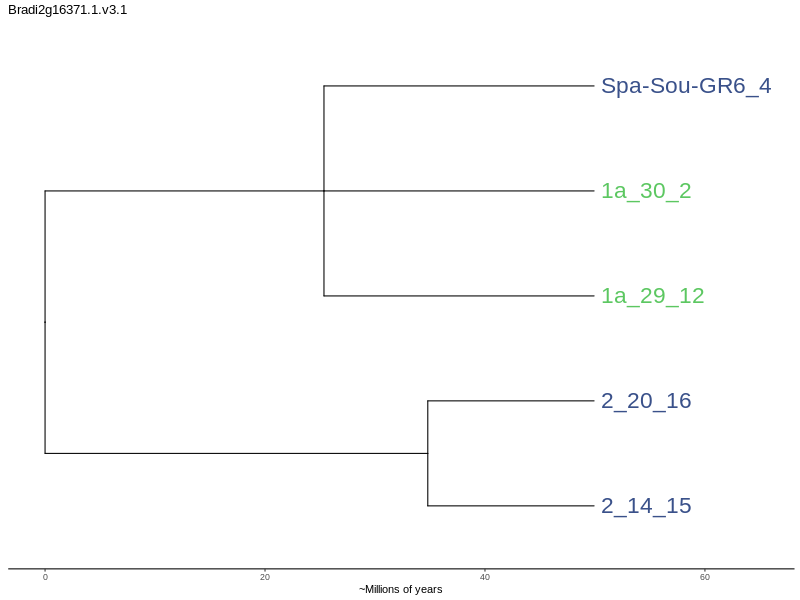 Bradi2g16371.1.v3.1
Spa-Sou-GR6_4
1a_30_2
1a_29_12
2_20_16
2_14_15
0 20 40 60
~Millions of years